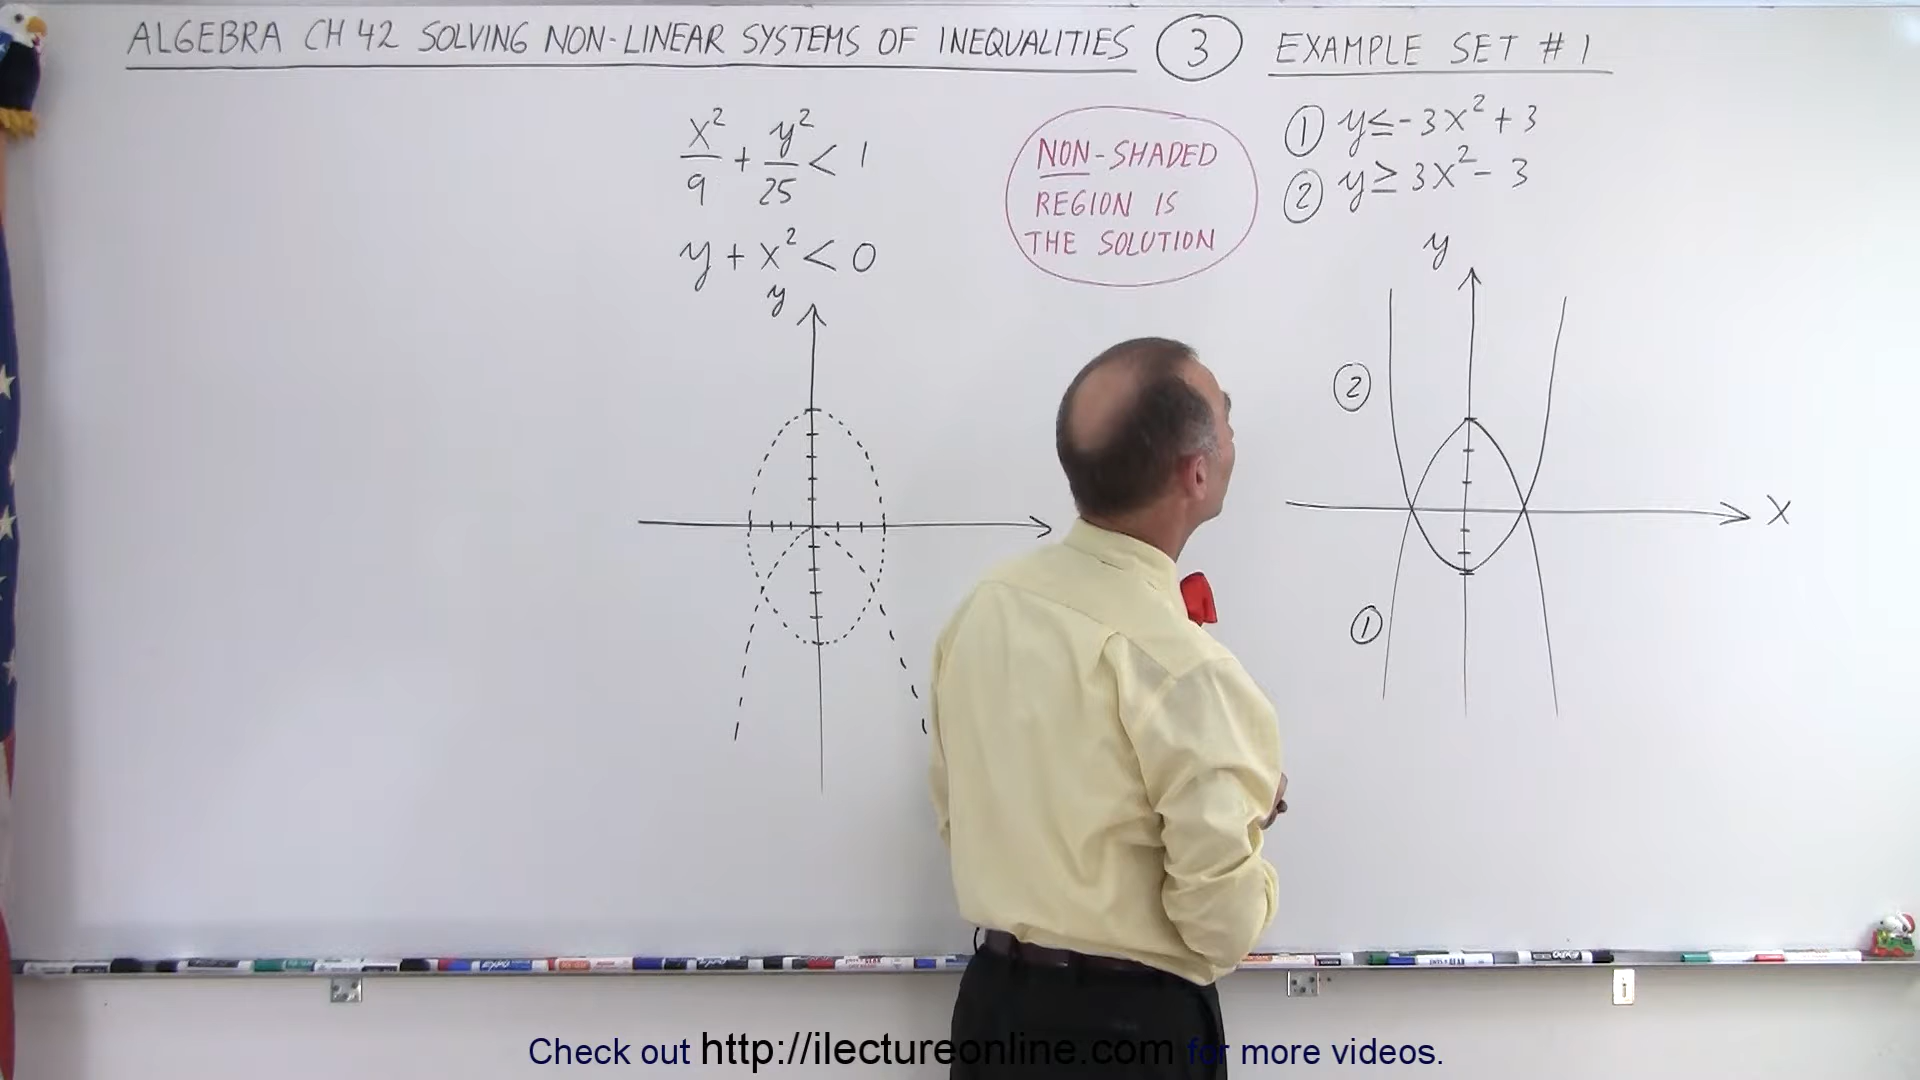 ALGEBRA CH 42 SOLVING NON-LINEAR SYSTEMS OF INEQUALITIES 3 EXAMPLE SET # 1
x²/9 + y²/25 < 1
y + x² < 0
y
NON-SHADED
REGION IS
THE SOLUTION
1 y ≤ -3x² + 3
2 y ≥ 3x² - 3
y
2
x
1
Check out http://ilectureonline.com for more videos.